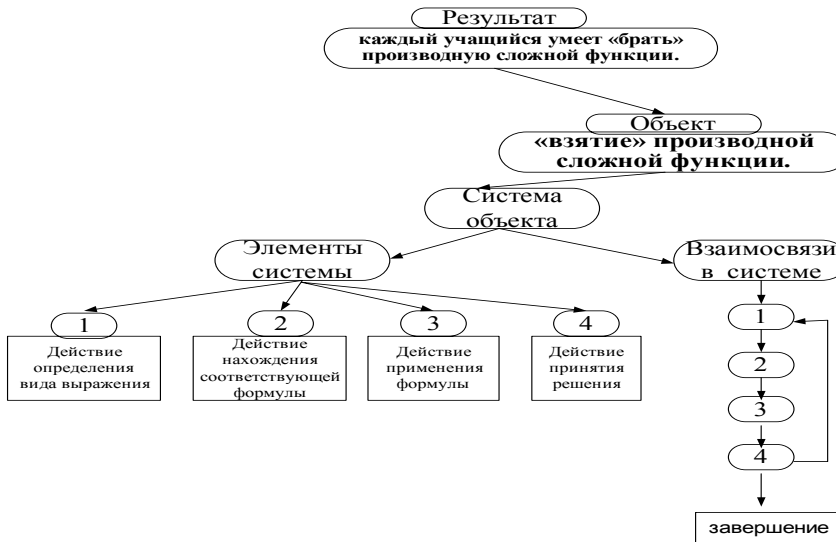 Результат
каждый учащийся умеет «брать»
производную сложной функции.
Объект
«взятие» производной
сложной функции.
Система
объекта
Элементы
системы
Взаимосвязи
в системе
1
Действие
определения
вида выражения
2
Действие
нахождения
соответствующей
формулы
3
Действие
применения
формулы
4
Действие
принятия
решения
1
2
3
4
завершение